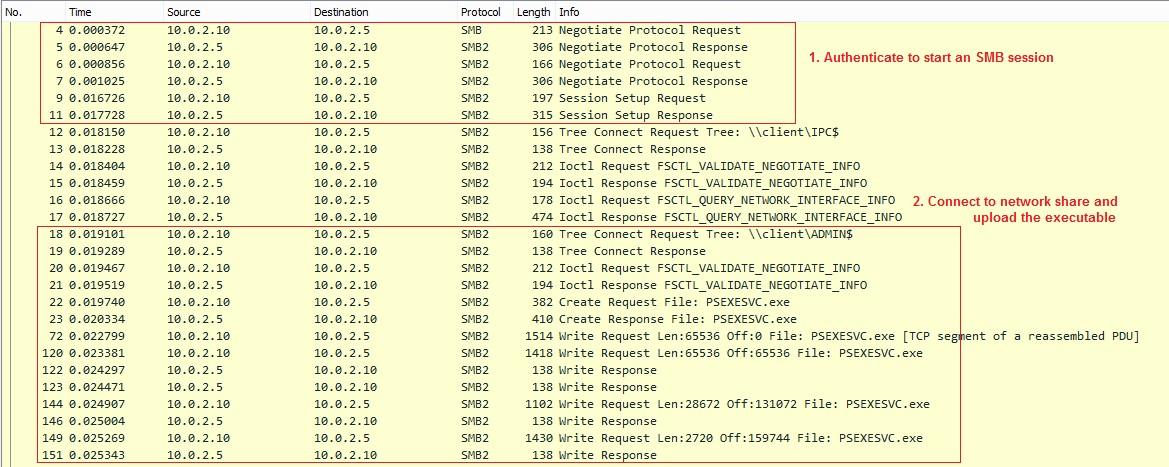 No. Time Source Destination Protocol Length Info
4 0.000372 10.0.2.10 10.0.2.5 SMB 213 Negotiate Protocol Request
5 0.000647 10.0.2.5 10.0.2.10 SMB2 306 Negotiate Protocol Response
1. Authenticate to start an SMB session
6 0.000856 10.0.2.10 10.0.2.5 SMB2 166 Negotiate Protocol Request
7 0.001025 10.0.2.5 10.0.2.10 SMB2 306 Negotiate Protocol Response
9 0.016726 10.0.2.10 10.0.2.5 SMB2 197 Session Setup Request
11 0.017728 10.0.2.5 10.0.2.10 SMB2 315 Session Setup Response
12 0.018150 10.0.2.10 10.0.2.5 SMB2 156 Tree Connect Request Tree: \\client\IPC$
13 0.018228 10.0.2.5 10.0.2.10 SMB2 138 Tree Connect Response
14 0.018404 10.0.2.10 10.0.2.5 SMB2 212 Ioctl Request FSCTL_VALIDATE_NEGOTIATE_INFO
15 0.018459 10.0.2.5 10.0.2.10 SMB2 194 Ioctl Response FSCTL_VALIDATE_NEGOTIATE_INFO
16 0.018666 10.0.2.10 10.0.2.5 SMB2 178 Ioctl Request FSCTL_QUERY_NETWORK_INTERFACE_INFO
17 0.018727 10.0.2.5 10.0.2.10 SMB2 474 Ioctl Response FSCTL_QUERY_NETWORK_INTERFACE_INFO
2. Connect to network share and
upload the executable
18 0.019101 10.0.2.10 10.0.2.5 SMB2 160 Tree Connect Request Tree: \\client\ADMIN$
19 0.019289 10.0.2.5 10.0.2.10 SMB2 138 Tree Connect Response
20 0.019467 10.0.2.10 10.0.2.5 SMB2 212 Ioctl Request FSCTL_VALIDATE_NEGOTIATE_INFO
21 0.019519 10.0.2.5 10.0.2.10 SMB2 194 Ioctl Response FSCTL_VALIDATE_NEGOTIATE_INFO
22 0.019740 10.0.2.10 10.0.2.5 SMB2 382 Create Request File: PSEXESVC.exe
23 0.020334 10.0.2.5 10.0.2.10 SMB2 410 Create Response File: PSEXESVC.exe
72 0.022799 10.0.2.10 10.0.2.5 SMB2 1514 Write Request Len:65536 Off:0 File: PSEXESVC.exe [TCP segment of a reassembled PDU]
120 0.023381 10.0.2.10 10.0.2.5 SMB2 1418 Write Request Len:65536 Off:65536 File: PSEXESVC.exe
122 0.024297 10.0.2.5 10.0.2.10 SMB2 138 Write Response
123 0.024471 10.0.2.5 10.0.2.10 SMB2 138 Write Response
144 0.024907 10.0.2.10 10.0.2.5 SMB2 1102 Write Request Len:28672 Off:131072 File: PSEXESVC.exe
146 0.025004 10.0.2.5 10.0.2.10 SMB2 138 Write Response
149 0.025269 10.0.2.10 10.0.2.5 SMB2 1430 Write Request Len:2720 Off:159744 File: PSEXESVC.exe
151 0.025343 10.0.2.5 10.0.2.10 SMB2 138 Write Response